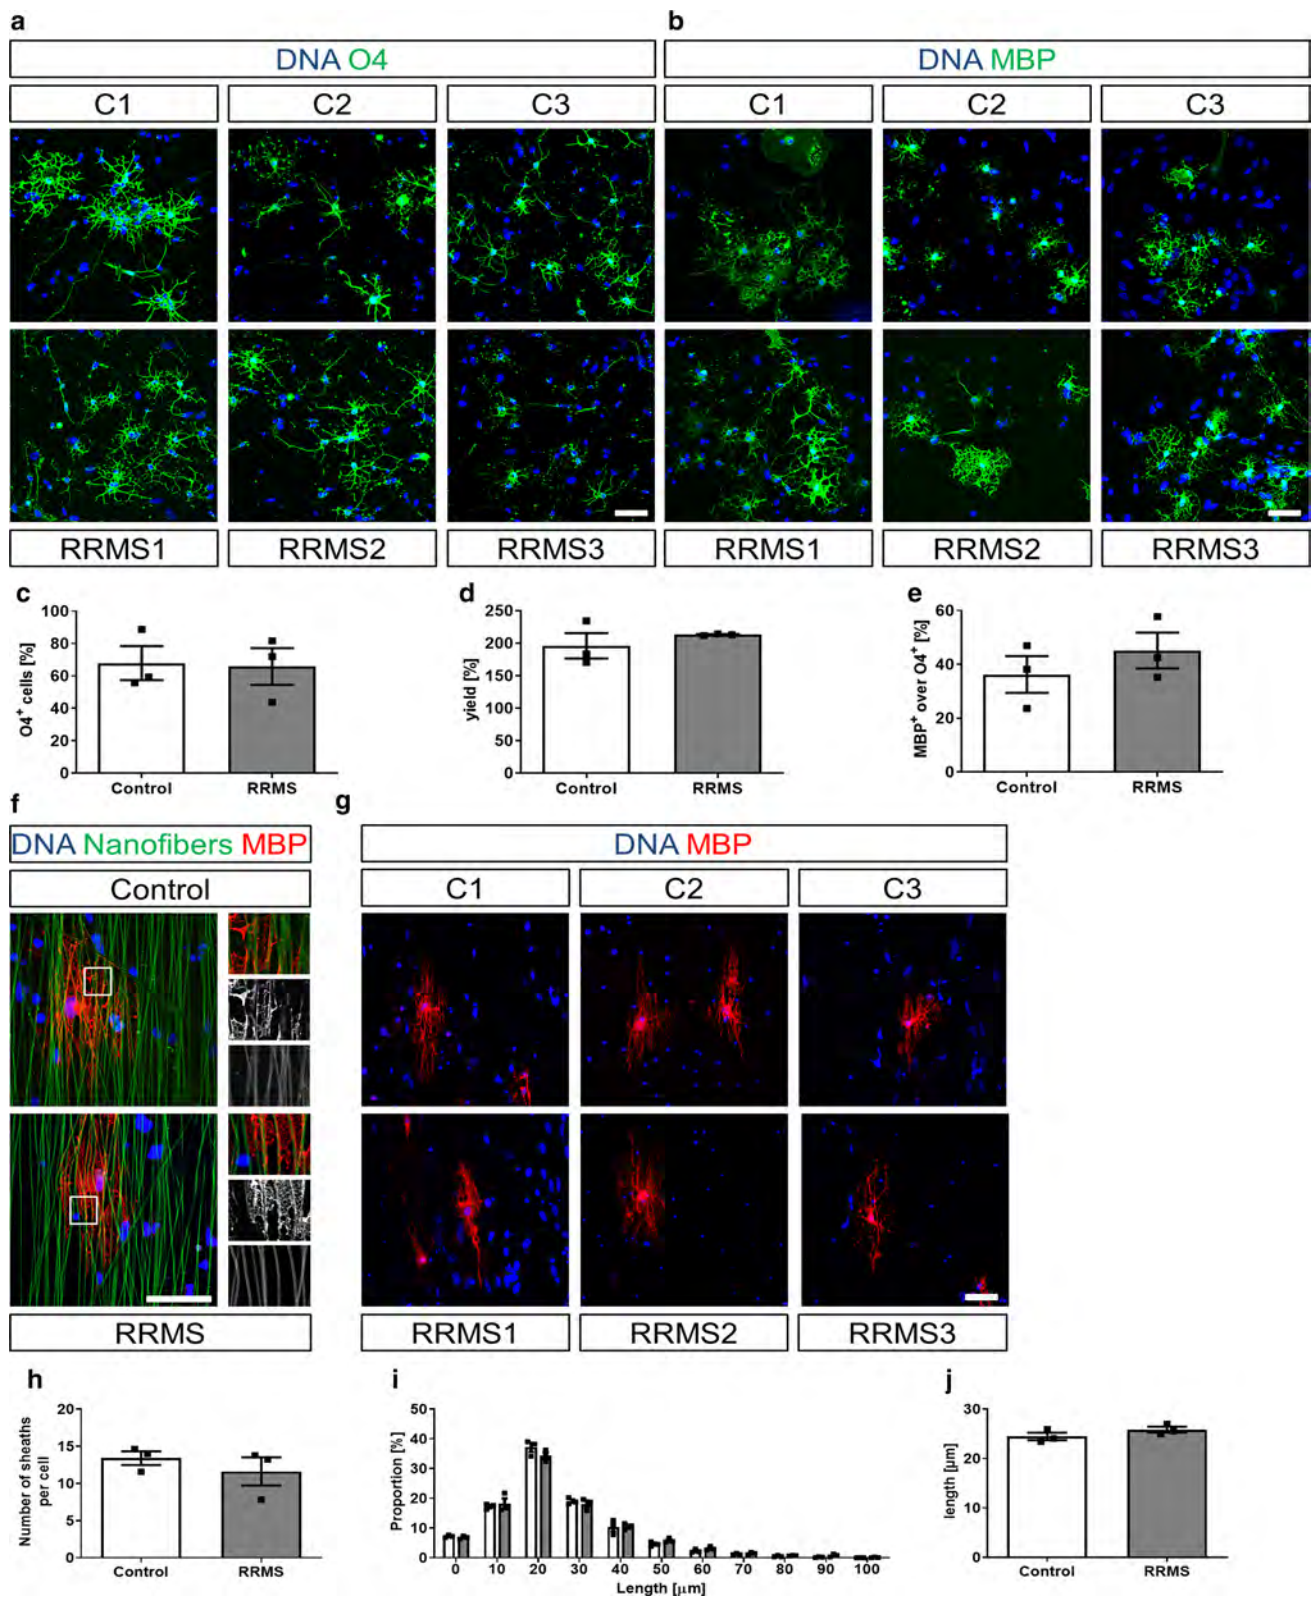 a
b
DNA O4
DNA MBP
C1
C2
C3
C1
C2
C3
RRMS1
RRMS2
RRMS3
RRMS1
RRMS2
RRMS3
c
O4⁺ cells [%]
100
80
60
40
20
0
Control
RRMS
d
yield [%]
250
200
150
100
50
0
Control
RRMS
e
MBP⁺ over O4⁺ [%]
60
40
20
0
Control
RRMS
f
DNA Nanofibers MBP
Control
RRMS
g
DNA MBP
C1
C2
C3
RRMS1
RRMS2
RRMS3
h
Number of sheaths
per cell
20
15
10
5
0
Control
RRMS
i
Proportion [%]
50
40
30
20
10
0
0 10 20 30 40 50 60 70 80 90 100
Length [µm]
j
length [µm]
30
20
10
0
Control
RRMS